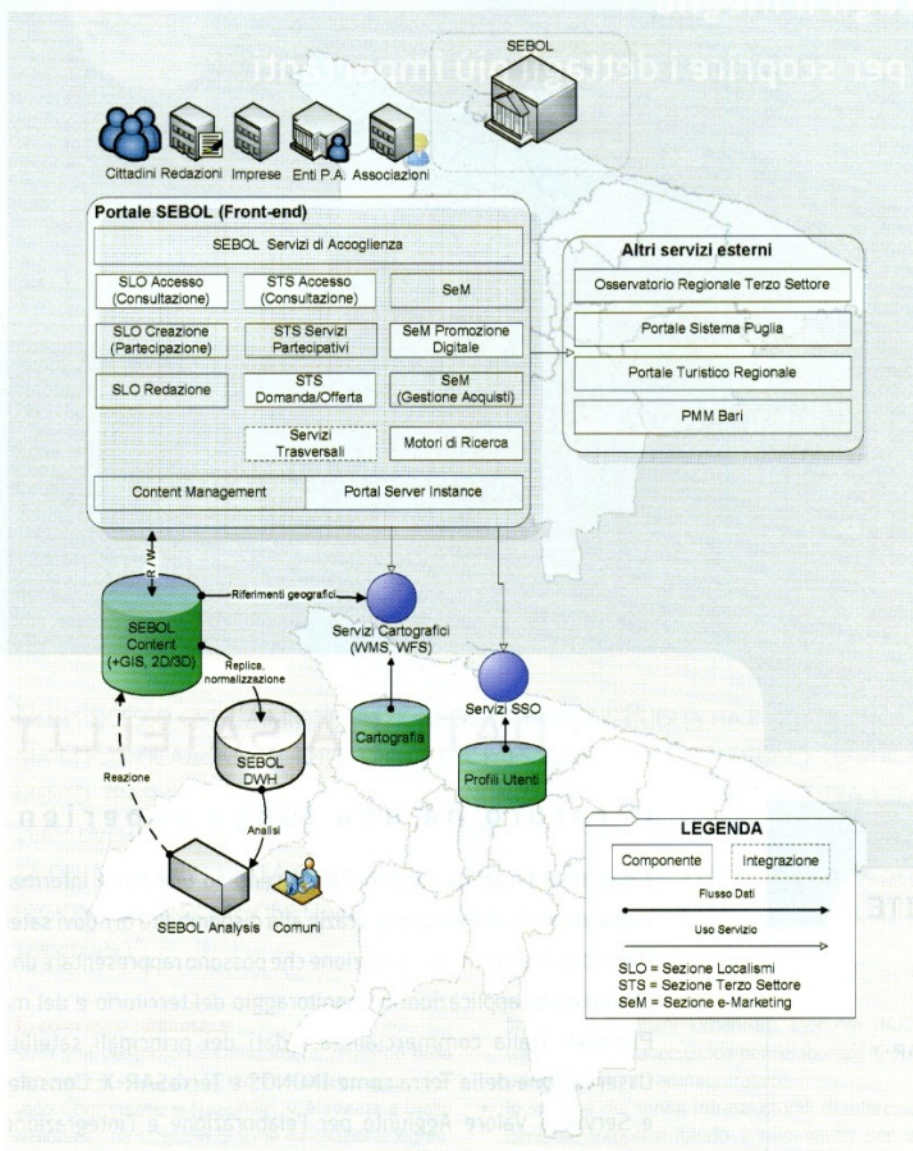 per scoprire i dettagli più importanti
SEBOL
Cittadini Redazioni Imprese Enti P.A. Associazioni
Portale SEBOL (Front-end)
SEBOL Servizi di Accoglienza
SLO Accesso
(Consultazione)
STS Accesso
(Consultazione)
SeM
SLO Creazione
(Partecipazione)
STS Servizi
Partecipativi
SeM Promozione
Digitale
SLO Redazione
STS
Domanda/Offerta
SeM
(Gestione Acquisti)
Servizi
Trasversali
Motori di Ricerca
Content Management
Portal Server Instance
Altri servizi esterni
Osservatorio Regionale Terzo Settore
Portale Sistema Puglia
Portale Turistico Regionale
PMM Bari
R / W
SEBOL
Content
(+GIS, 2D/3D)
Riferimenti geografici
Servizi Cartografici
(WMS, WFS)
Replica,
normalizzazione
SEBOL
DWH
Cartografia
Servizi SSO
Profili Utenti
Reazione
Analisi
SEBOL Analysis
Comuni
LEGENDA
Componente
Integrazione
Flusso Dati
Uso Servizio
SLO = Sezione Localismi
STS = Sezione Terzo Settore
SeM = Sezione e-Marketing